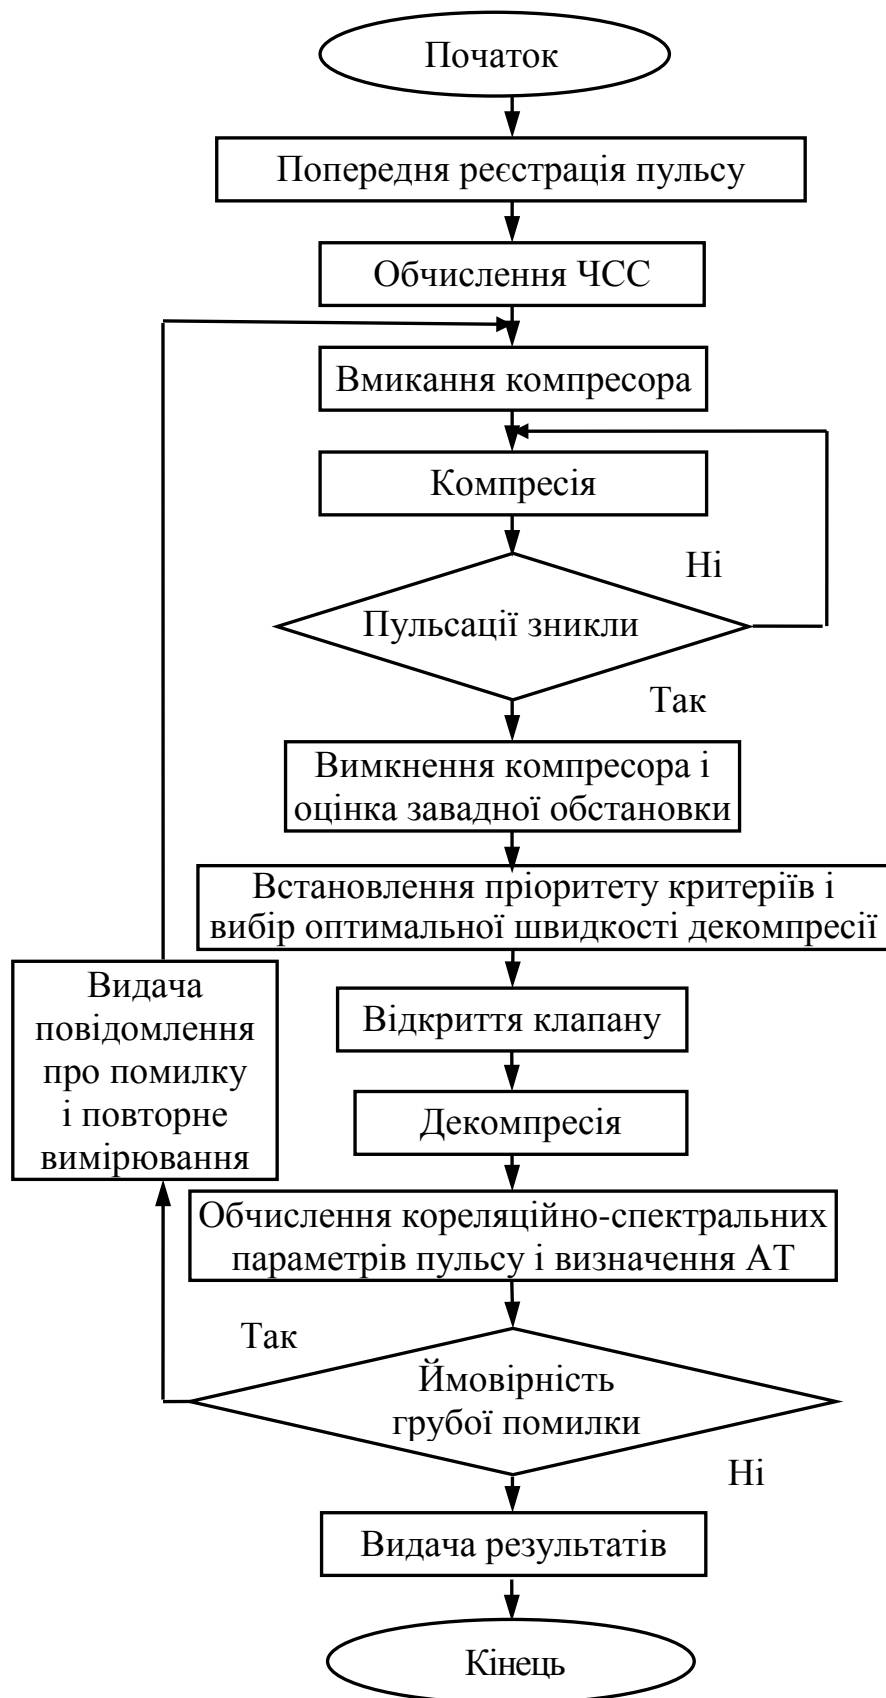 Початок
Попередня реєстрація пульсу
Обчислення ЧСС
Вмикання компресора
Компресія
Ні
Пульсації зникли
Так
Вимкнення компресора і
оцінка завадної обстановки
Встановлення пріоритету критеріїв і
вибір оптимальної швидкості декомпресії
Видача
повідомлення
про помилку
і повторне
вимірювання
Відкриття клапану
Декомпресія
Обчислення кореляційно-спектральних
параметрів пульсу і визначення АТ
Так
Ймовірність
грубої помилки
Ні
Видача результатів
Кінець